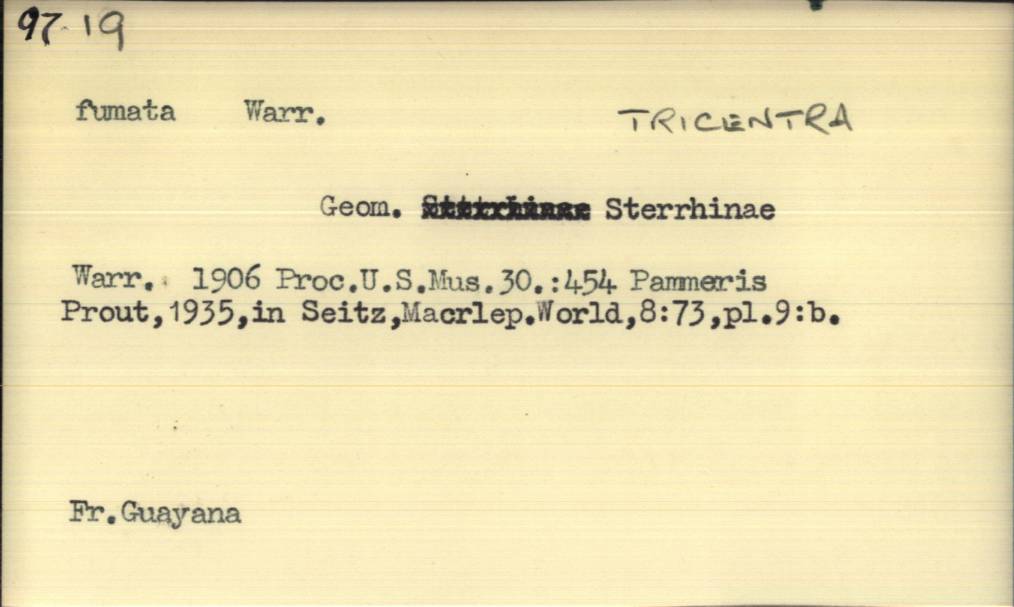 97-19
fumata Warr. TRICENTRA
Geom. Sterrhinae
Warr. 1906 Proc.U.S.Mus.30.:454 Pammeris
Prout,1935,in Seitz,Macrlep.World,8:73,pl.9:b.
Fr.Guayana